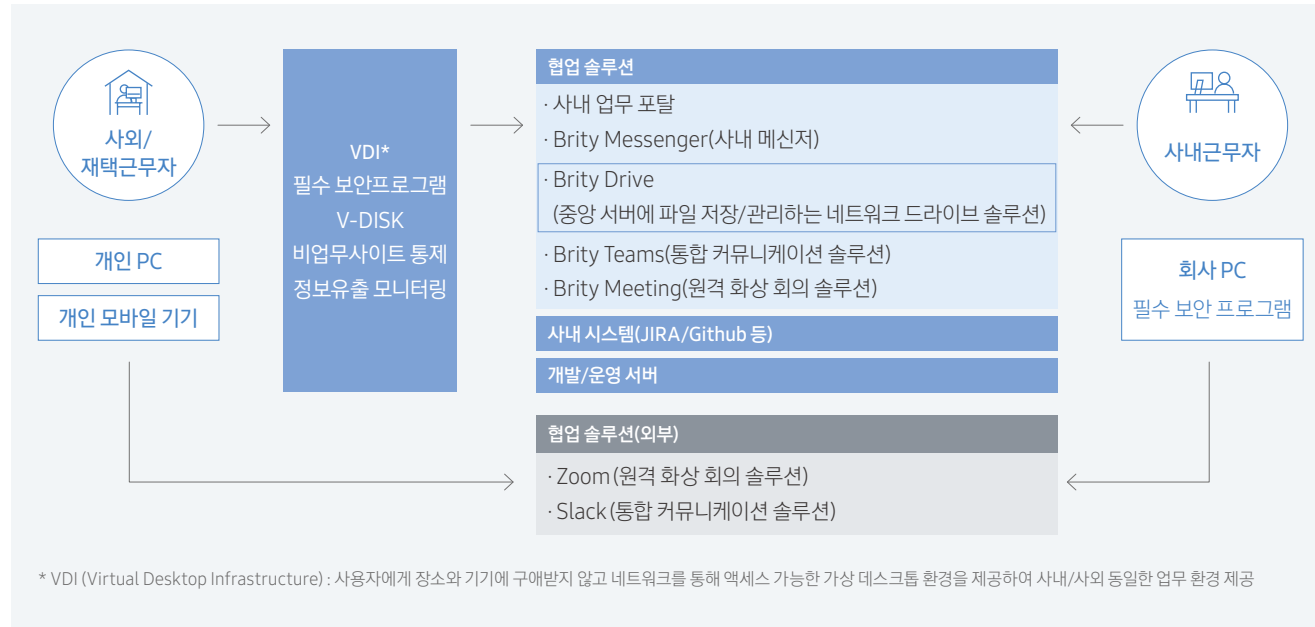 사외/
재택근무자
개인 PC
개인 모바일 기기
VDI*
필수 보안프로그램
V-DISK
비업무사이트 통제
정보유출 모니터링
협업 솔루션
· 사내 업무 포탈
· Brity Messenger(사내 메신저)
· Brity Drive
(중앙 서버에 파일 저장/관리하는 네트워크 드라이브 솔루션)
· Brity Teams(통합 커뮤니케이션 솔루션)
· Brity Meeting(원격 화상 회의 솔루션)
사내 시스템(JIRA/Github 등)
개발/운영 서버
협업 솔루션(외부)
· Zoom (원격 화상 회의 솔루션)
· Slack (통합 커뮤니케이션 솔루션)
사내근무자
회사 PC
필수 보안 프로그램
* VDI (Virtual Desktop Infrastructure) : 사용자에게 장소와 기기에 구애받지 않고 네트워크를 통해 액세스 가능한 가상 데스크톱 환경을 제공하여 사내/사외 동일한 업무 환경 제공